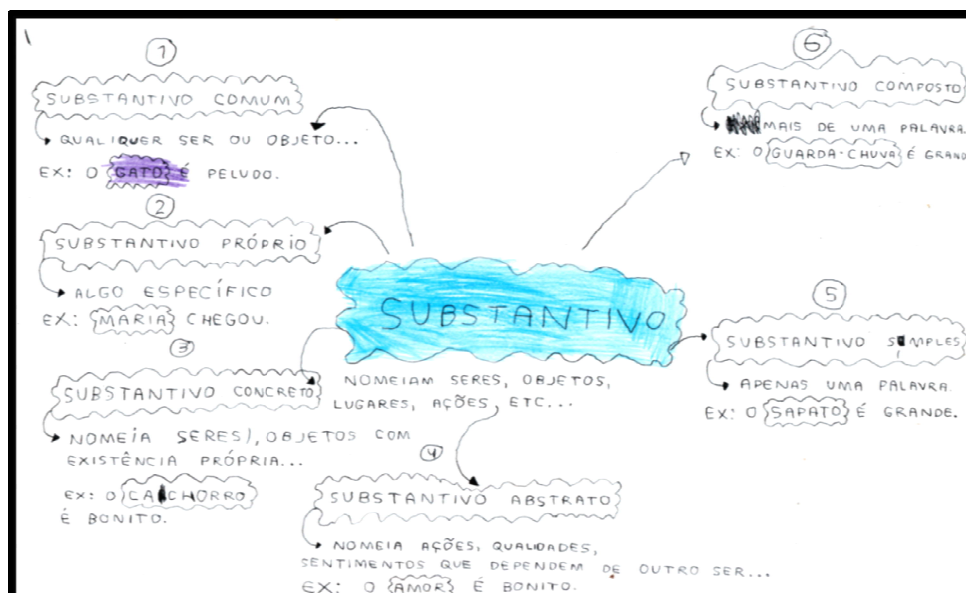 1
SUBSTANTIVO COMUM
QUALQUER SER OU OBJETO...
EX: O GATO É PELUDO.
2
SUBSTANTIVO PRÓPRIO
ALGO ESPECÍFICO
EX: MARIA CHEGOU.
3
SUBSTANTIVO CONCRETO
NOMEIA SERES, OBJETOS COM
EXISTÊNCIA PRÓPRIA...
EX: O CACHORRO
É BONITO.
SUBSTANTIVO
NOMEIAM SERES, OBJETOS,
LUGARES, AÇÕES, ETC...
4
SUBSTANTIVO ABSTRATO
NOMEIA AÇÕES, QUALIDADES,
SENTIMENTOS QUE DEPENDEM DE OUTRO SER...
EX: O AMOR É BONITO.
5
SUBSTANTIVO SIMPLES
APENAS UMA PALAVRA.
EX: O SAPATO É GRANDE.
6
SUBSTANTIVO COMPOSTO
MAIS DE UMA PALAVRA.
EX: O GUARDA-CHUVA É GRAND